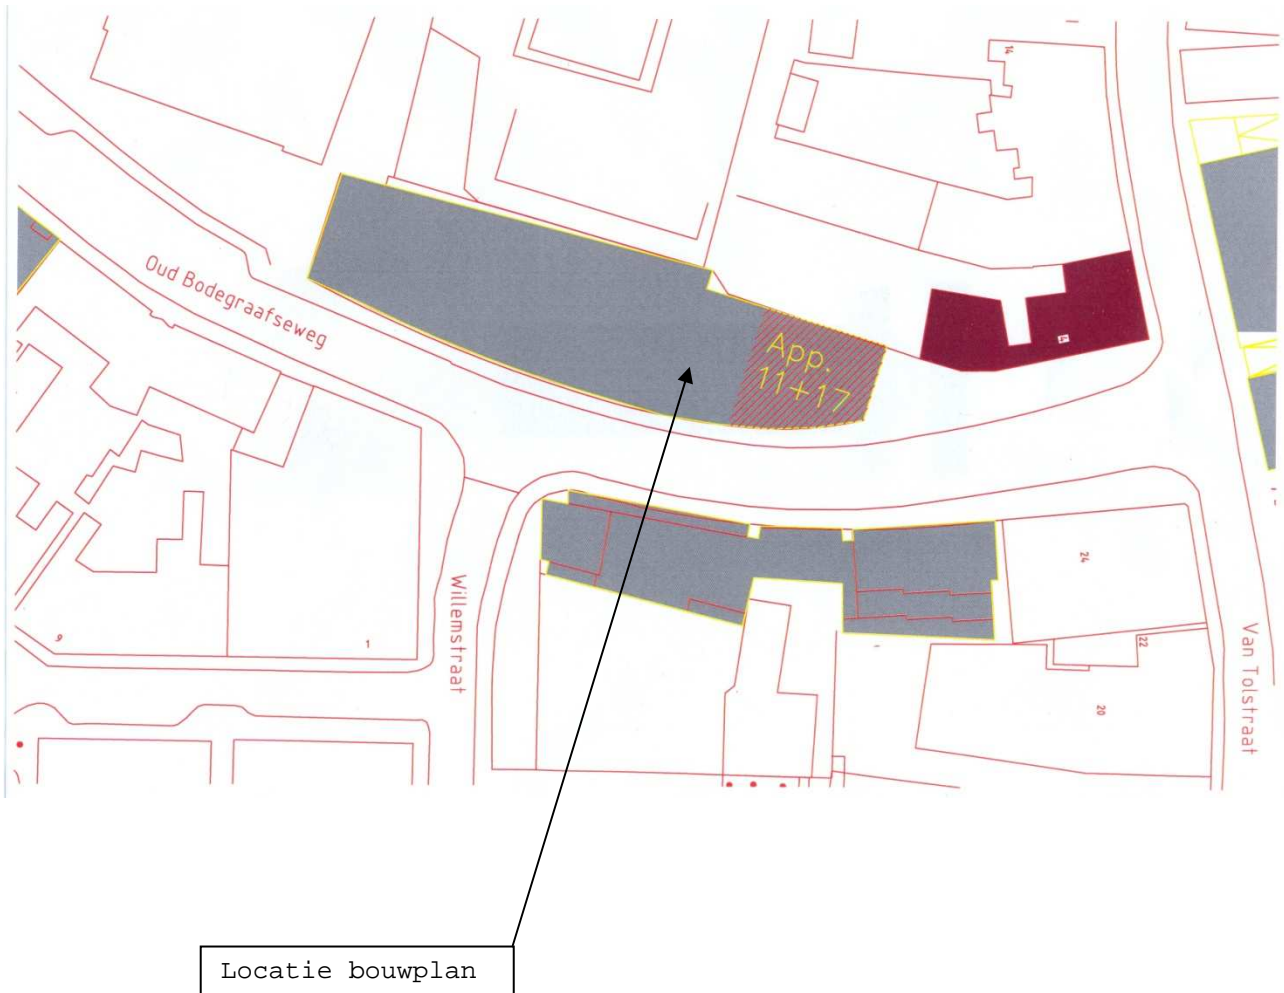 14
Oud Bodegraafseweg
App.
11+17
24
Willemstraat
Van Tolstraat
9
1
22
20
Locatie bouwplan